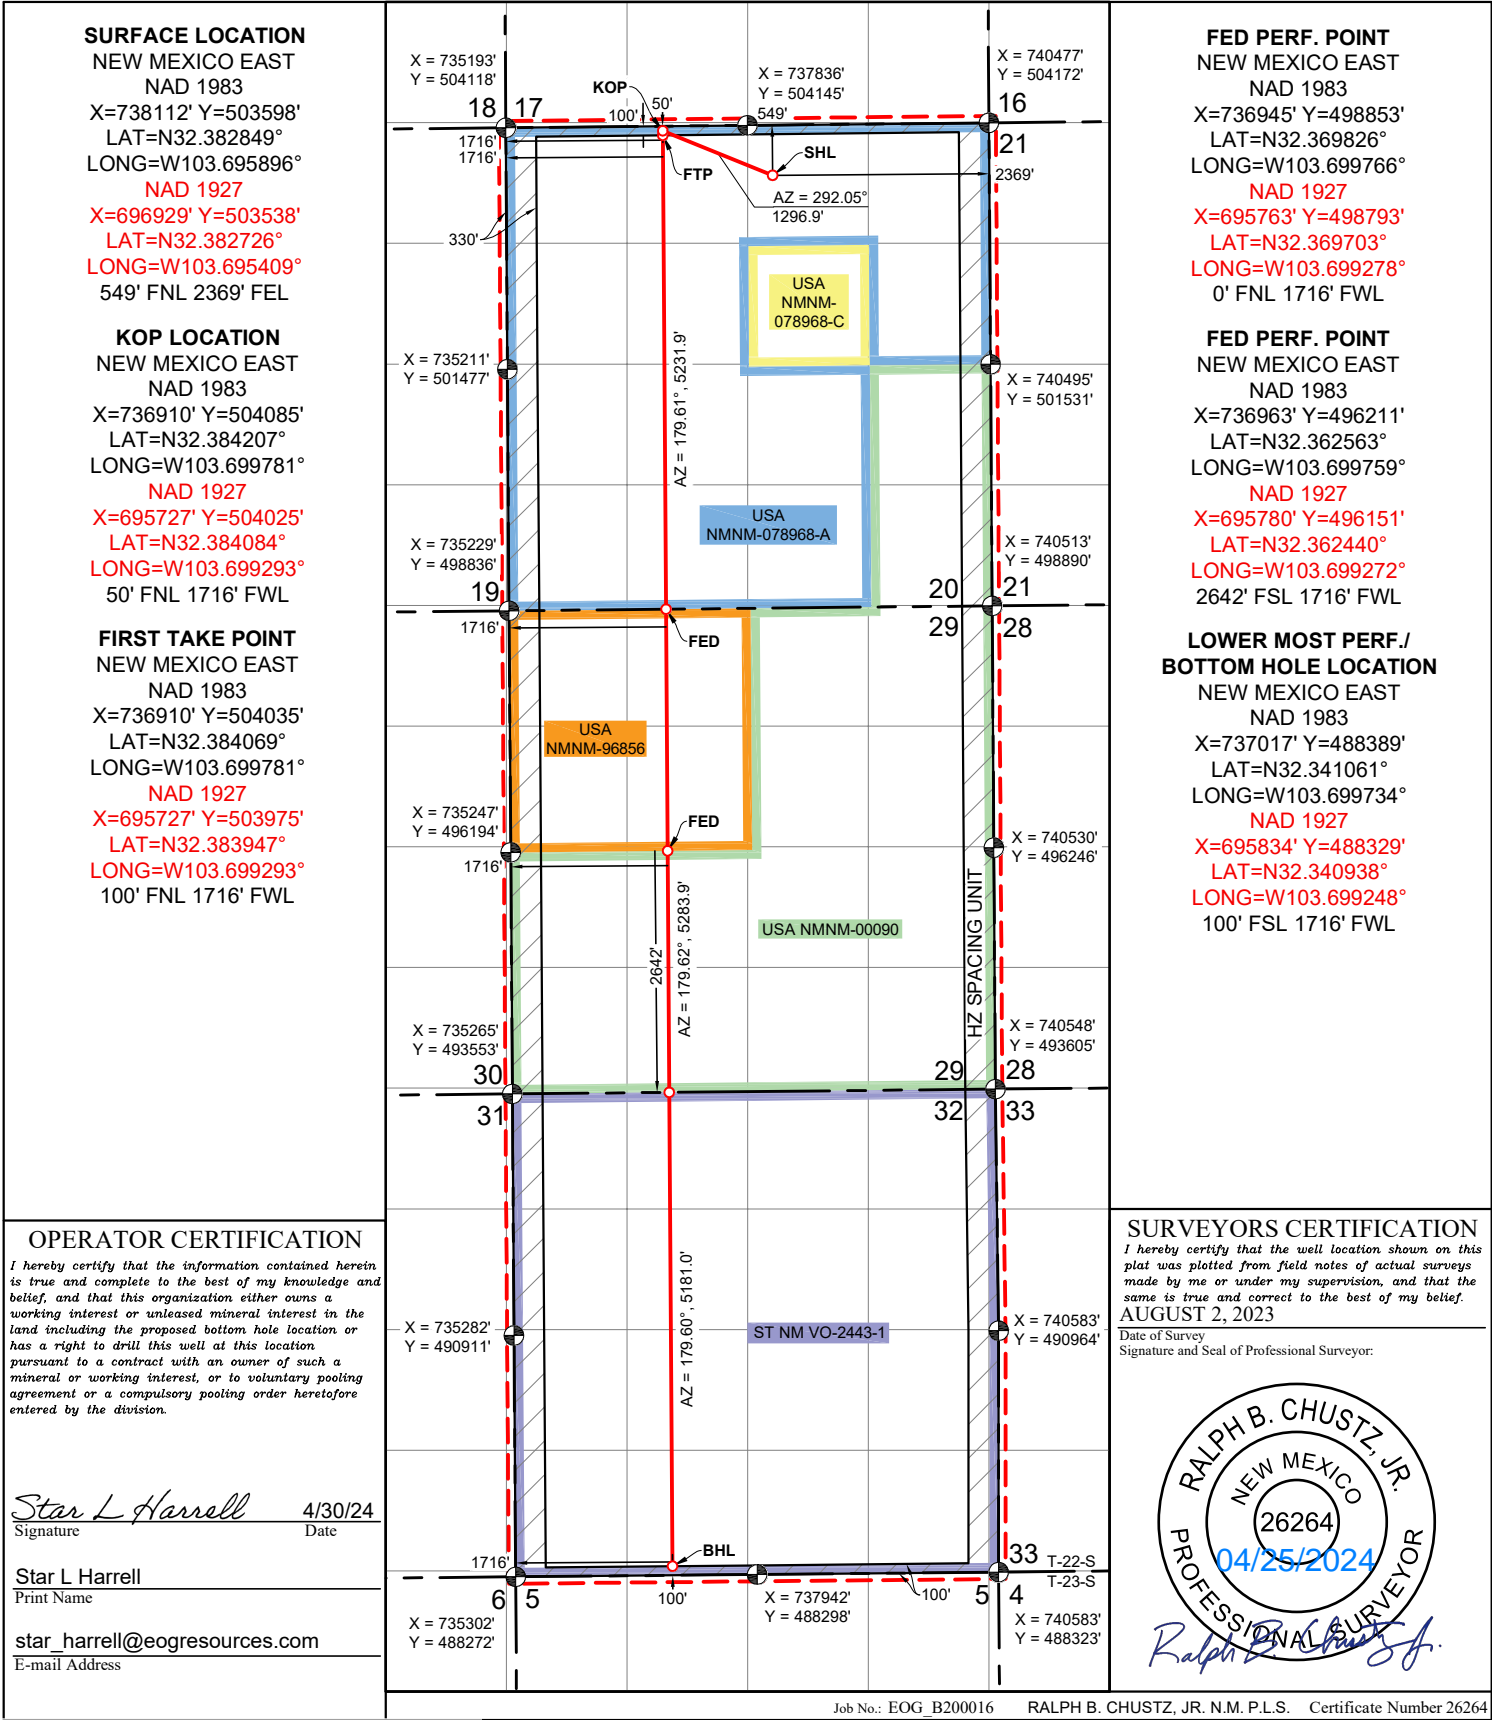 SURFACE LOCATION
NEW MEXICO EAST
NAD 1983
X=738112' Y=503598'
LAT=N32.382849°
LONG=W103.695896°
NAD 1927
X=696929' Y=503538'
LAT=N32.382726°
LONG=W103.695409°
549' FNL 2369' FEL
KOP LOCATION
NEW MEXICO EAST
NAD 1983
X=736910' Y=504085'
LAT=N32.384207°
LONG=W103.699781°
NAD 1927
X=695727' Y=504025'
LAT=N32.384084°
LONG=W103.699293°
50' FNL 1716' FWL
FIRST TAKE POINT
NEW MEXICO EAST
NAD 1983
X=736910' Y=504035'
LAT=N32.384069°
LONG=W103.699781°
NAD 1927
X=695727' Y=503975'
LAT=N32.383947°
LONG=W103.699293°
100' FNL 1716' FWL
X = 735193'
Y = 504118'
KOP
50'
100'
X = 737836'
Y = 504145'
549'
X = 740477'
Y = 504172'
18
17
16
21
1716'
1716'
FTP
SHL
2369'
AZ = 292.05°
1296.9'
330'
USA
NMNM-
078968-C
AZ = 179.61°, 5231.9'
X = 735211'
Y = 501477'
X = 740495'
Y = 501531'
USA
NMNM-078968-A
X = 735229'
Y = 498836'
X = 740513'
Y = 498890'
19
20
21
1716'
FED
29
28
USA
NMNM-96856
X = 735247'
Y = 496194'
FED
X = 740530'
Y = 496246'
1716'
2642'
AZ = 179.62°, 5283.9'
USA NMNM-00090
HZ SPACING UNIT
X = 735265'
Y = 493553'
X = 740548'
Y = 493605'
30
29
28
31
32
33
AZ = 179.60°, 5181.0'
X = 735282'
Y = 490911'
ST NM VO-2443-1
X = 740583'
Y = 490964'
1716'
BHL
33
T-22-S
T-23-S
6
5
100'
100'
5
4
X = 735302'
Y = 488272'
X = 737942'
Y = 488298'
X = 740583'
Y = 488323'
FED PERF. POINT
NEW MEXICO EAST
NAD 1983
X=736945' Y=498853'
LAT=N32.369826°
LONG=W103.699766°
NAD 1927
X=695763' Y=498793'
LAT=N32.369703°
LONG=W103.699278°
0' FNL 1716' FWL
FED PERF. POINT
NEW MEXICO EAST
NAD 1983
X=736963' Y=496211'
LAT=N32.362563°
LONG=W103.699759°
NAD 1927
X=695780' Y=496151'
LAT=N32.362440°
LONG=W103.699272°
2642' FSL 1716' FWL
LOWER MOST PERF./
BOTTOM HOLE LOCATION
NEW MEXICO EAST
NAD 1983
X=737017' Y=488389'
LAT=N32.341061°
LONG=W103.699734°
NAD 1927
X=695834' Y=488329'
LAT=N32.340938°
LONG=W103.699248°
100' FSL 1716' FWL
OPERATOR CERTIFICATION
I hereby certify that the information contained herein
is true and complete to the best of my knowledge and
belief, and that this organization either owns a
working interest or unleased mineral interest in the
land including the proposed bottom hole location or
has a right to drill this well at this location
pursuant to a contract with an owner of such a
mineral or working interest, or to voluntary pooling
agreement or a compulsory pooling order heretofore
entered by the division.
Star L Harrell 4/30/24
Signature Date
Star L Harrell
Print Name
star_harrell@eogresources.com
E-mail Address
SURVEYORS CERTIFICATION
I hereby certify that the well location shown on this
plat was plotted from field notes of actual surveys
made by me or under my supervision, and that the
same is true and correct to the best of my belief.
AUGUST 2, 2023
Date of Survey
Signature and Seal of Professional Surveyor:
RALPH B. CHUSTZ, JR.
NEW MEXICO
26264
04/25/2024
PROFESSIONAL SURVEYOR
Ralph B. Chustz Jr.
Job No.: EOG_B200016 RALPH B. CHUSTZ, JR. N.M. P.L.S. Certificate Number 26264